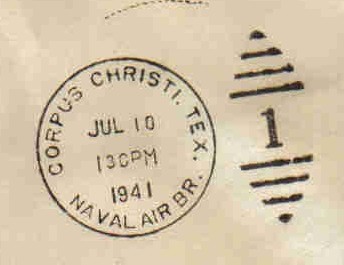 CORPUS CHRISTI, TEX.
JUL 10
130PM
1941
NAVAL AIR BR.
1